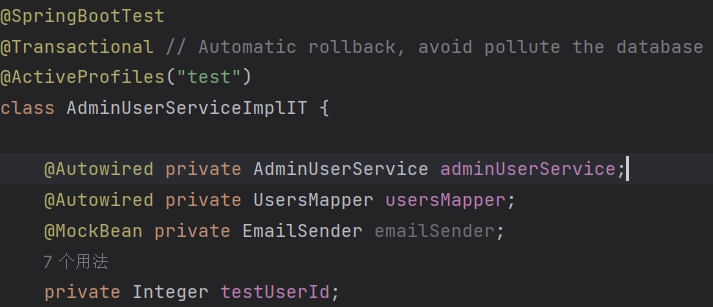 @SpringBootTest
@Transactional // Automatic rollback, avoid pollute the database
@ActiveProfiles("test")
class AdminUserServiceImplIT {
@Autowired private AdminUserService adminUserService;
@Autowired private UsersMapper usersMapper;
@MockBean private EmailSender emailSender;
7 个用法
private Integer testUserId;